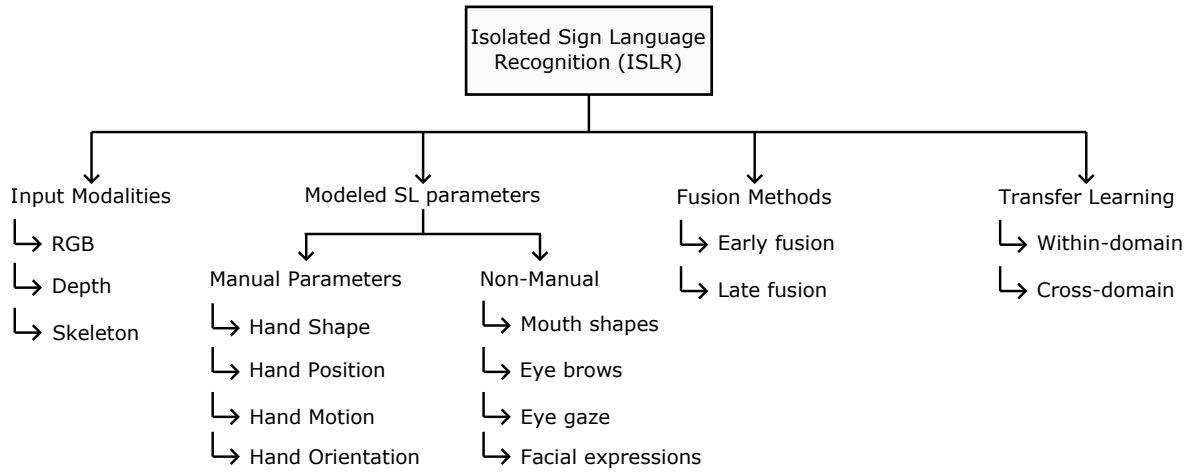 Isolated Sign Language
Recognition (ISLR)
Input Modalities
RGB
Depth
Skeleton
Modeled SL parameters
Manual Parameters
Hand Shape
Hand Position
Hand Motion
Hand Orientation
Non-Manual
Mouth shapes
Eye brows
Eye gaze
Facial expressions
Fusion Methods
Early fusion
Late fusion
Transfer Learning
Within-domain
Cross-domain